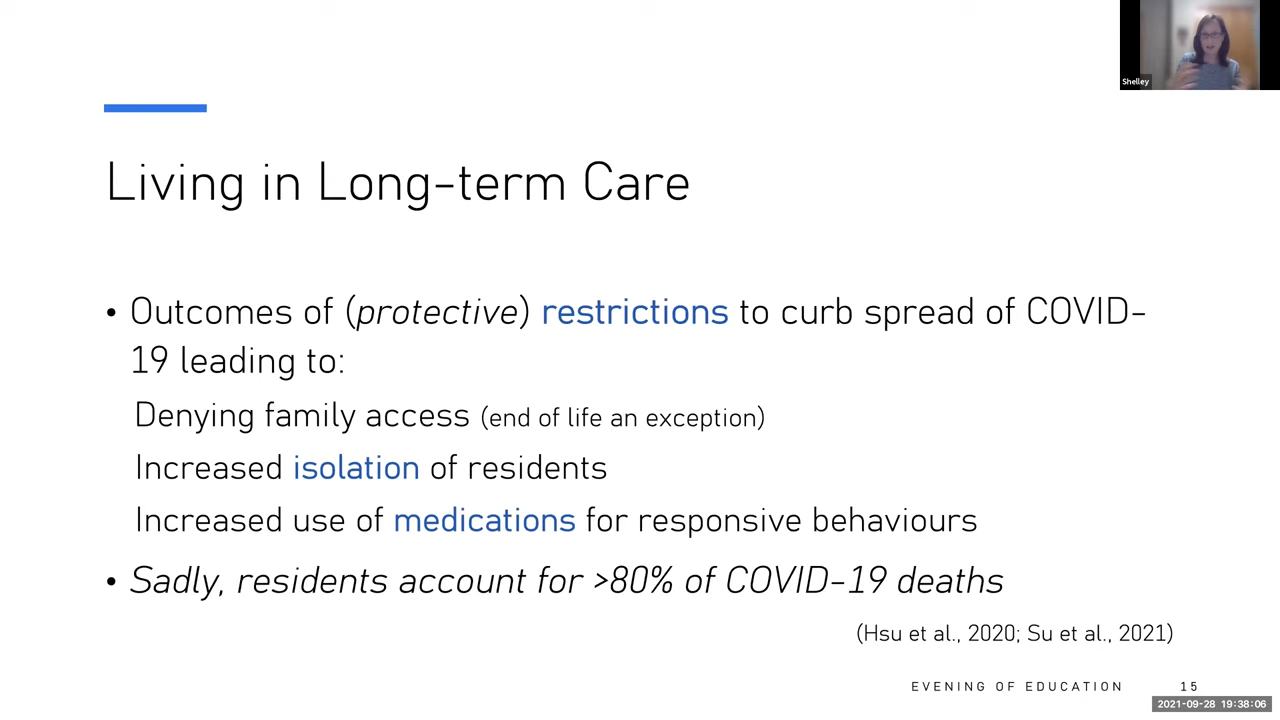 Shelley
Living in Long-term Care
• Outcomes of (protective) restrictions to curb spread of COVID-
19 leading to:
Denying family access (end of life an exception)
Increased isolation of residents
Increased use of medications for responsive behaviours
• Sadly, residents account for >80% of COVID-19 deaths
(Hsu et al., 2020; Su et al., 2021)
EVENING OF EDUCATION 15
2021-09-28 19:38:06